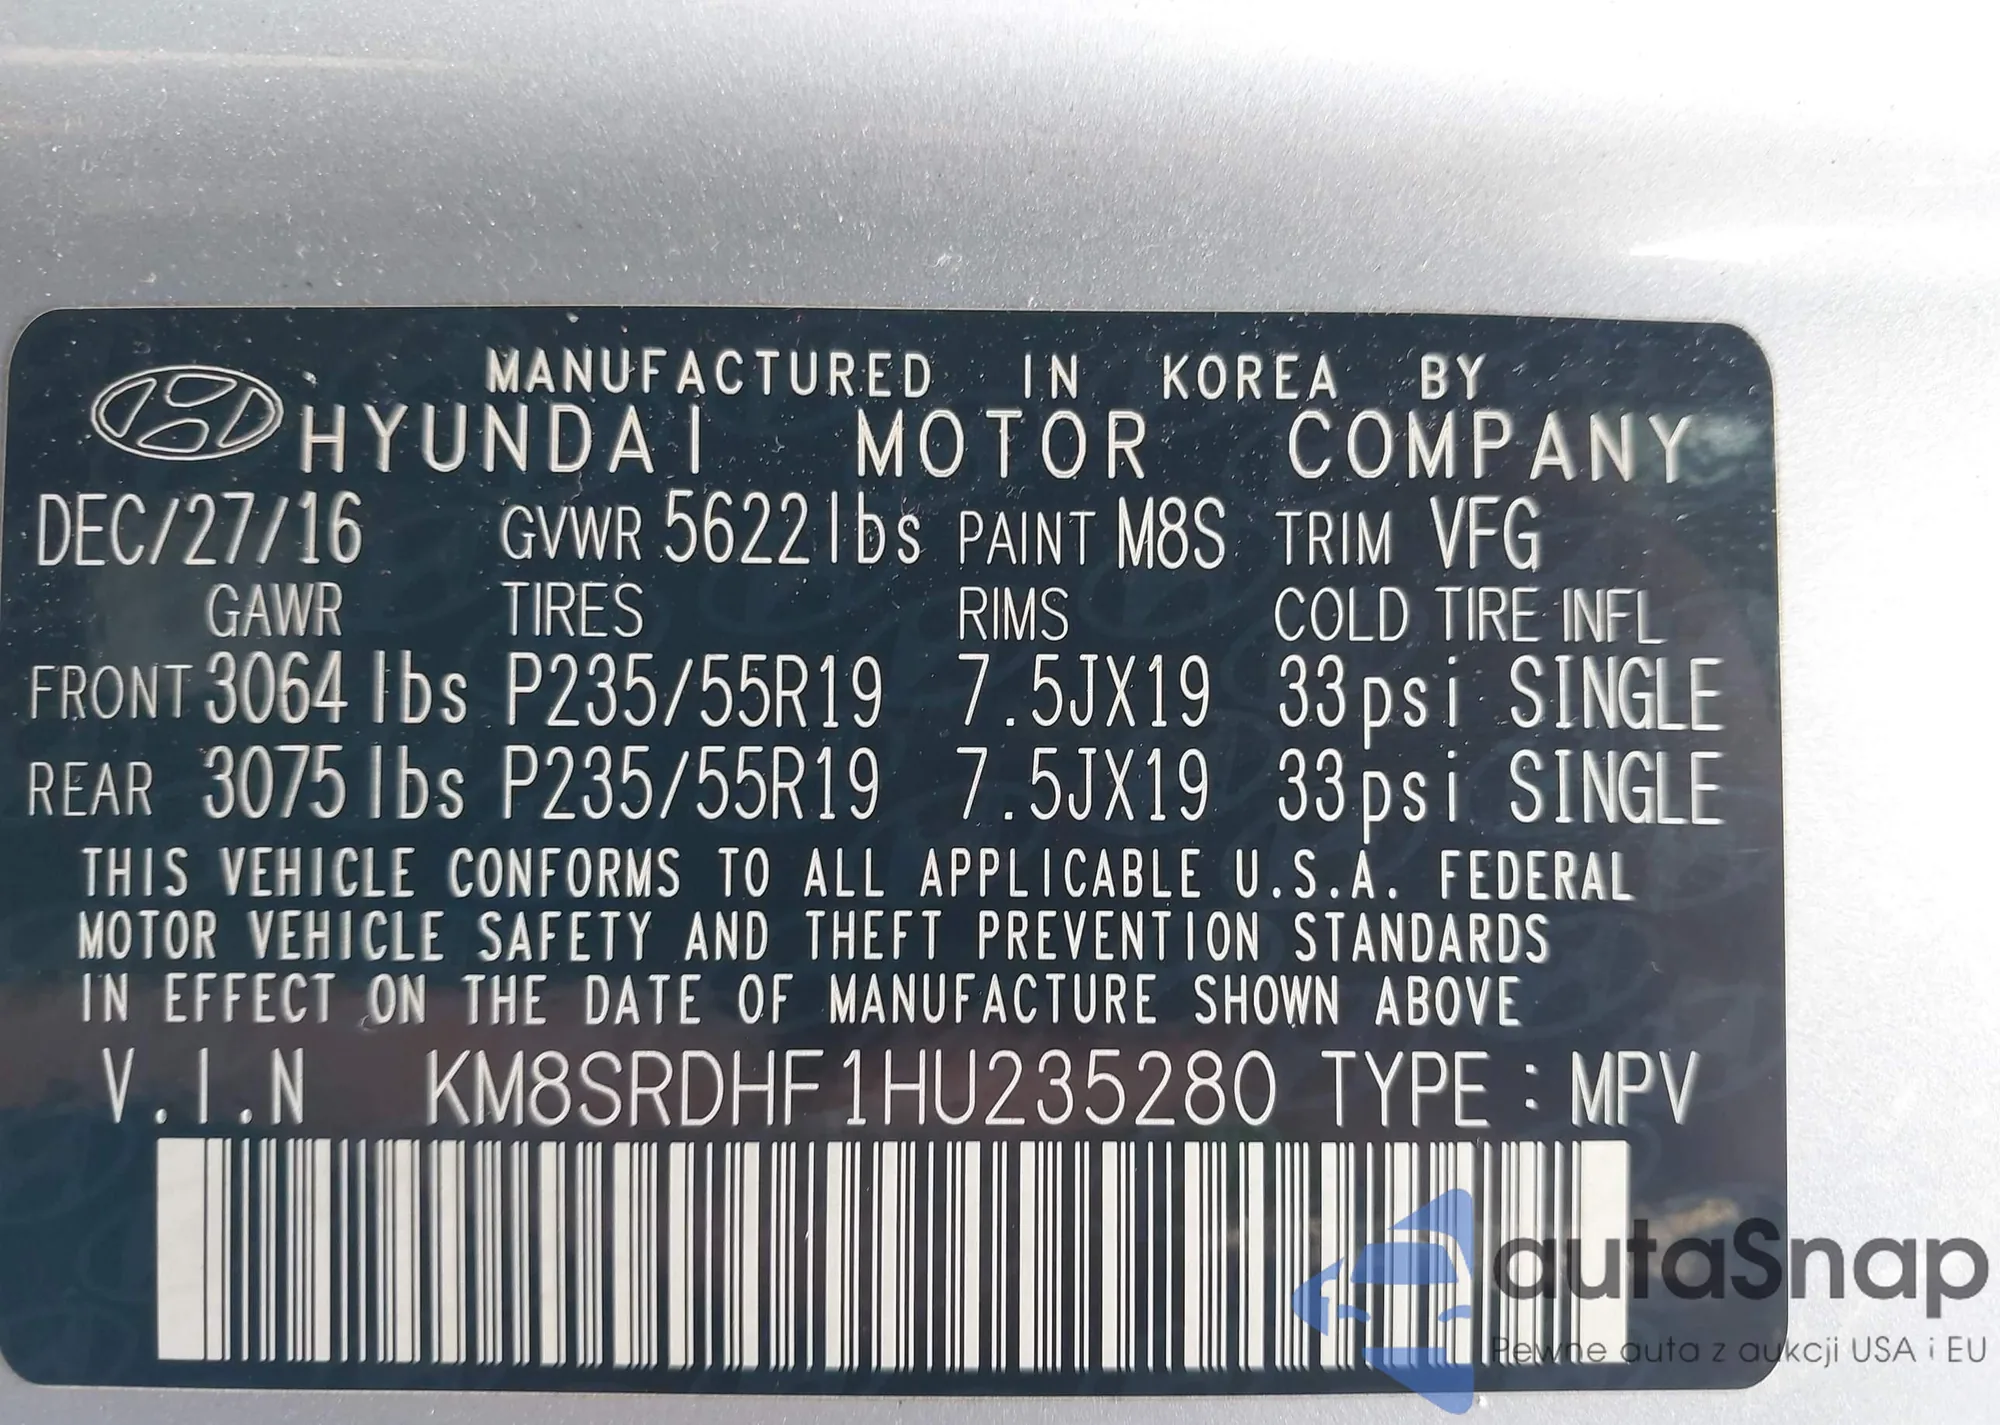 MANUFACTURED IN KOREA BY
HYUNDAI MOTOR COMPANY
DEC/27/16 GVWR 5622lbs PAINT M8S TRIM VFG
GAWR TIRES RIMS COLD TIRE INFL
FRONT 3064 lbs P235/55R19 7.5JX19 33psi SINGLE
REAR 3075 lbs P235/55R19 7.5JX19 33psi SINGLE
THIS VEHICLE CONFORMS TO ALL APPLICABLE U.S.A. FEDERAL
MOTOR VEHICLE SAFETY AND THEFT PREVENTION STANDARDS
IN EFFECT ON THE DATE OF MANUFACTURE SHOWN ABOVE
V.I.N KM8SRDHF1HU235280 TYPE : MPV
autaSnap
Pewne auta z aukcji USA i EU